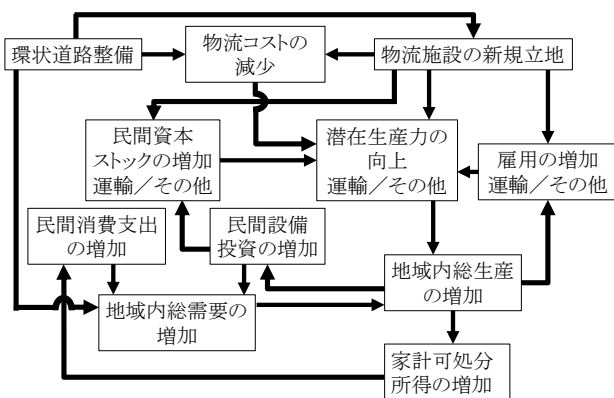 環状道路整備
物流コストの
減少
物流施設の新規立地
民間資本
ストックの増加
運輸／その他
潜在生産力の
向上
運輸／その他
雇用の増加
運輸／その他
民間消費支出
の増加
民間設備
投資の増加
地域内総生産
の増加
地域内総需要の
増加
家計可処分
所得の増加